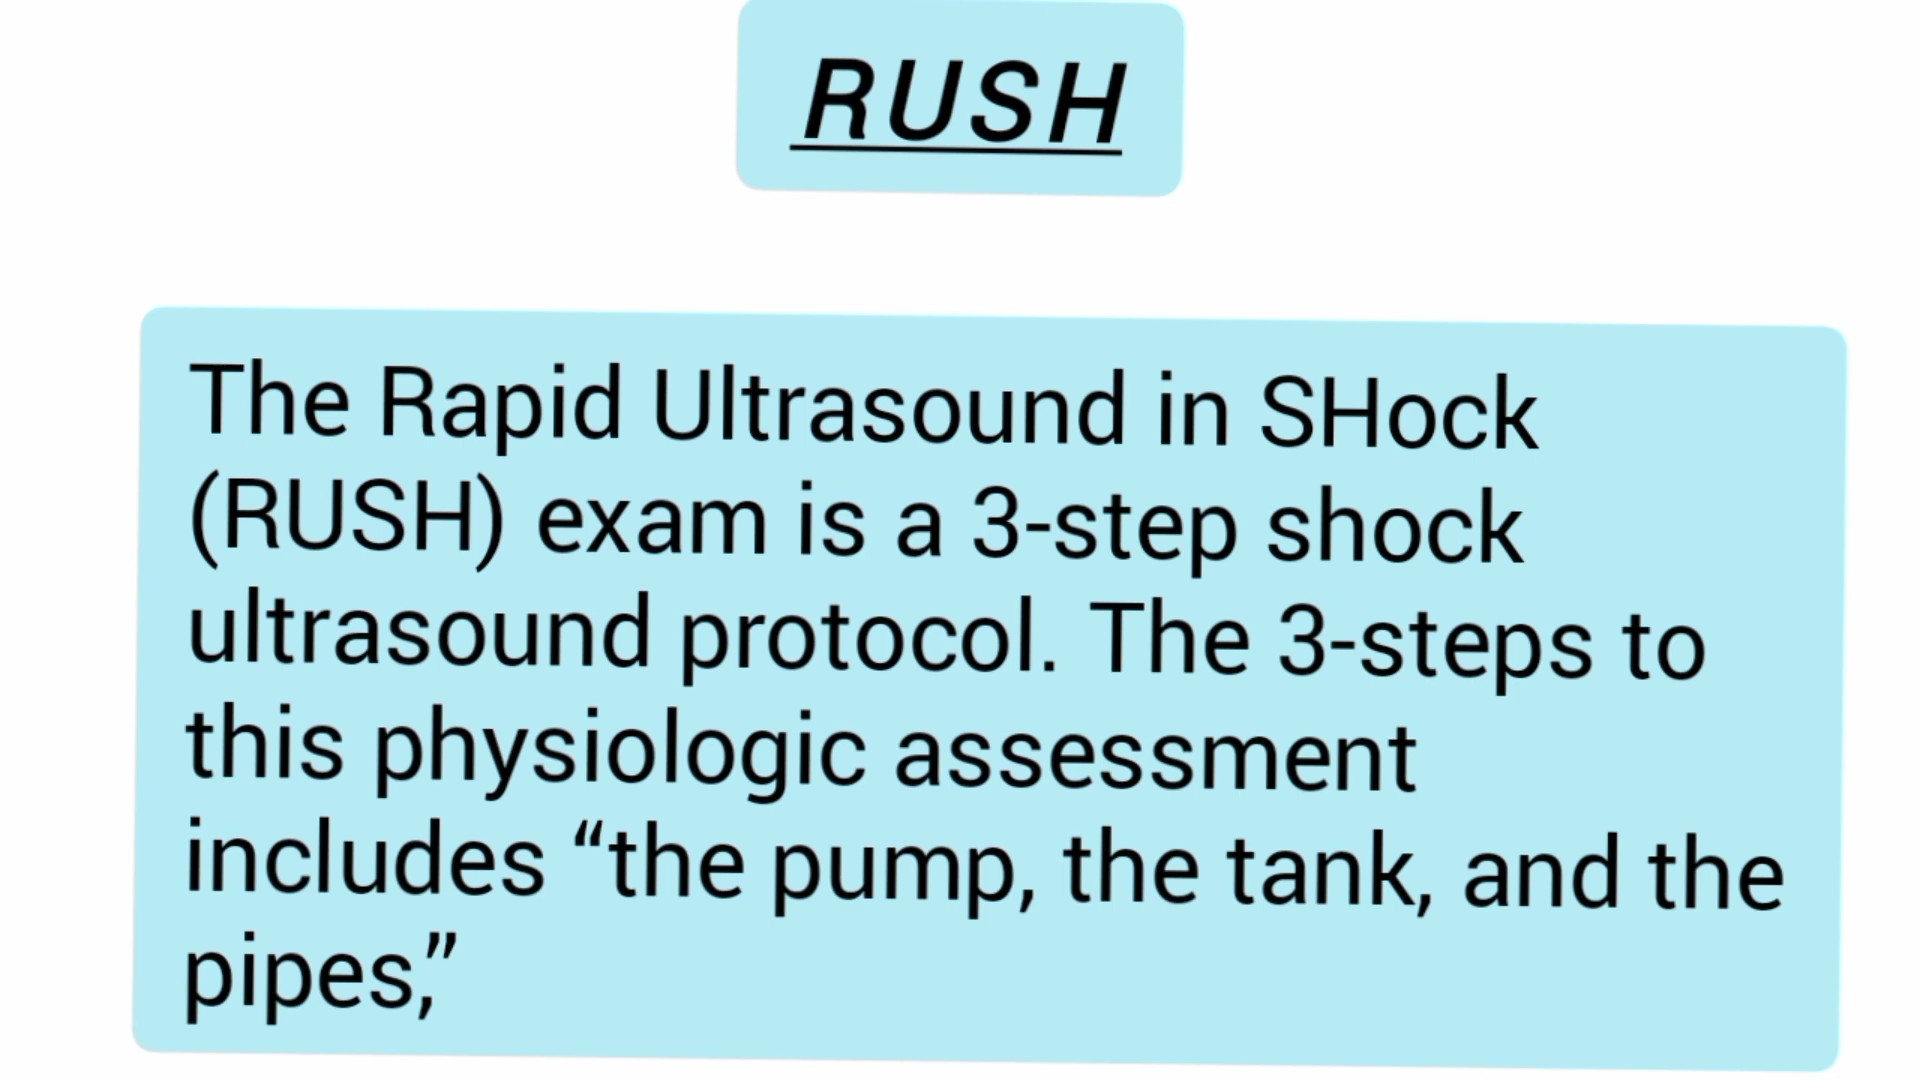 RUSH
The Rapid Ultrasound in SHock
(RUSH) exam is a 3-step shock
ultrasound protocol. The 3-steps to
this physiologic assessment
includes “the pump, the tank, and the
pipes,”